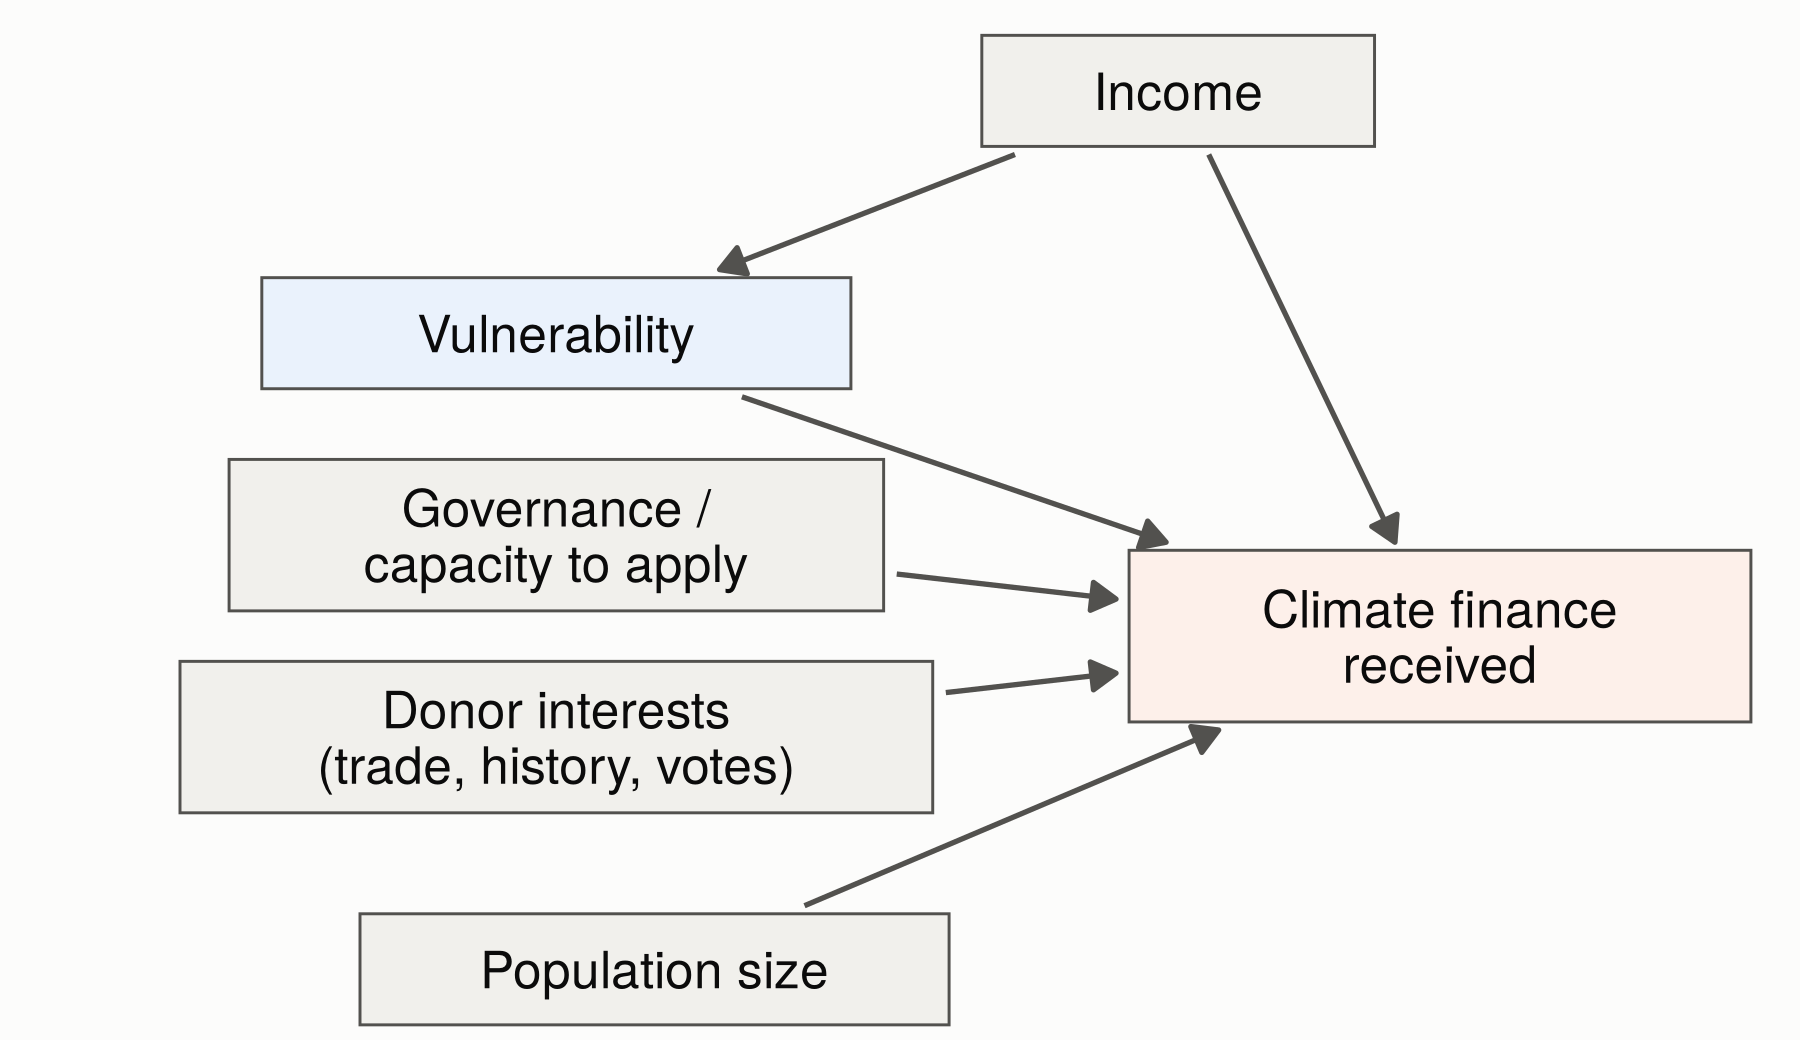 Income
Vulnerability
Governance /
capacity to apply
Climate finance
received
Donor interests
(trade, history, votes)
Population size